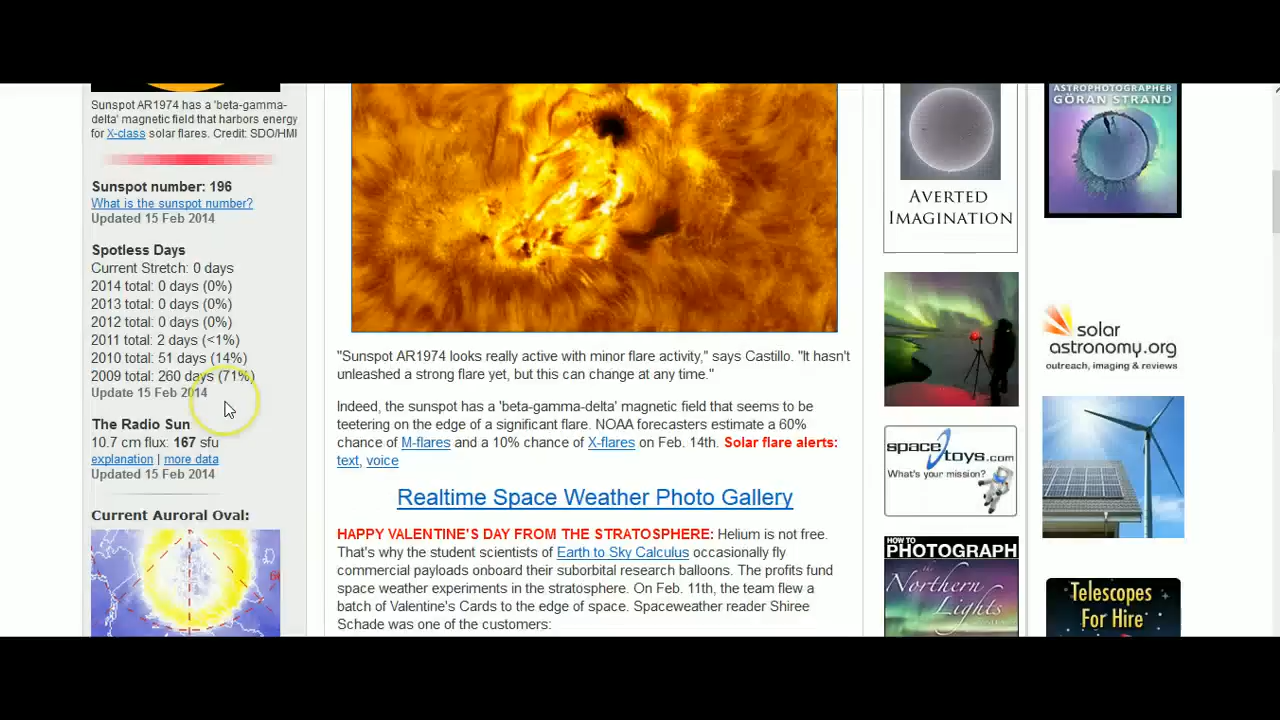 Sunspot AR1974 has a 'beta-gamma-
delta' magnetic field that harbors energy
for X-class solar flares. Credit: SDO/HMI
Sunspot number: 196
What is the sunspot number?
Updated 15 Feb 2014
Spotless Days
Current Stretch: 0 days
2014 total: 0 days (0%)
2013 total: 0 days (0%)
2012 total: 0 days (0%)
2011 total: 2 days (<1%)
2010 total: 51 days (14%)
2009 total: 260 days (71%)
Update 15 Feb 2014
The Radio Sun
10.7 cm flux: 167 sfu
explanation | more data
Updated 15 Feb 2014
Current Auroral Oval:
"Sunspot AR1974 looks really active with minor flare activity," says Castillo. "It hasn't
unleashed a strong flare yet, but this can change at any time."
Indeed, the sunspot has a 'beta-gamma-delta' magnetic field that seems to be
teetering on the edge of a significant flare. NOAA forecasters estimate a 60%
chance of M-flares and a 10% chance of X-flares on Feb. 14th. Solar flare alerts:
text, voice
Realtime Space Weather Photo Gallery
HAPPY VALENTINE'S DAY FROM THE STRATOSPHERE: Helium is not free.
That's why the student scientists of Earth to Sky Calculus occasionally fly
commercial payloads onboard their suborbital research balloons. The profits fund
space weather experiments in the stratosphere. On Feb. 11th, the team flew a
batch of Valentine's Cards to the edge of space. Spaceweather reader Shiree
Schade was one of the customers:
AVERTED
IMAGINATION
space toys.com
What's your mission?
HOW TO
PHOTOGRAPH
the
Northern
Lights
ASTROPHOTOGRAPHER
GÖRAN STRAND
solar
astronomy.org
outreach, imaging & reviews
Telescopes
For Hire